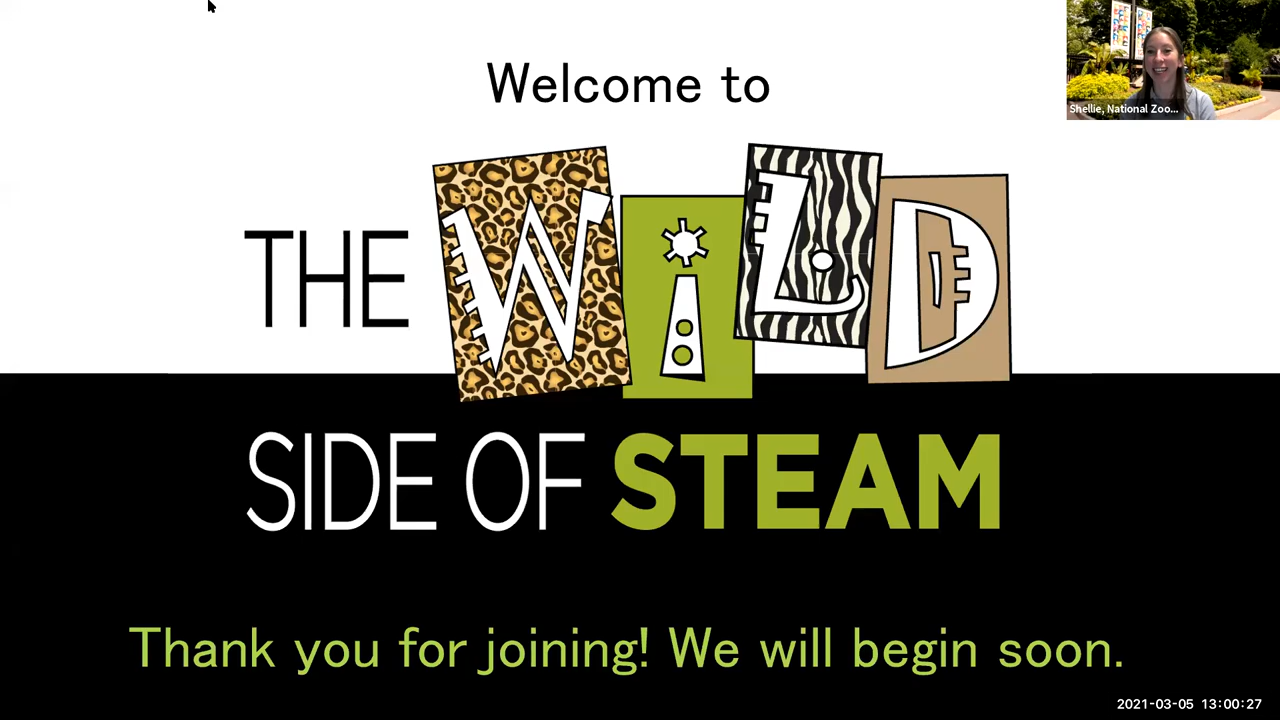 Welcome to
Shellie, National Zoo...
THE WiLD
SIDE OF STEAM
Thank you for joining! We will begin soon.
2021-03-05 13:00:27